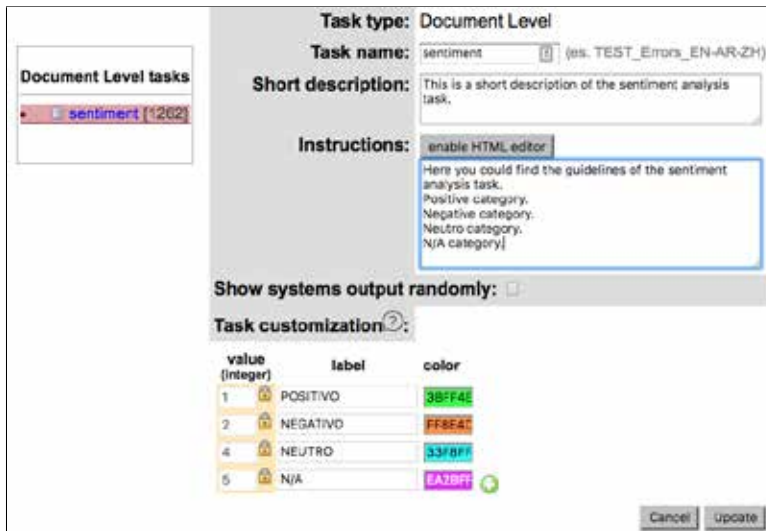 Document Level tasks
sentiment [1262]
Task type: Document Level
Task name: sentiment (es. TEST_Errors_EN-AR-ZH)
Short description: This is a short description of the sentiment analysis
task.
Instructions: enable HTML editor
Here you could find the guidelines of the sentiment
analysis task.
Positive category.
Negative category.
Neutro category.
N/A category.
Show systems output randomly:
Task customization ? :
value label color
(integer)
1 POSITIVO 3BFF4E
2 NEGATIVO FF8E4
4 NEUTRO 33F8FF
5 N/A EA2BFF
Cancel Update